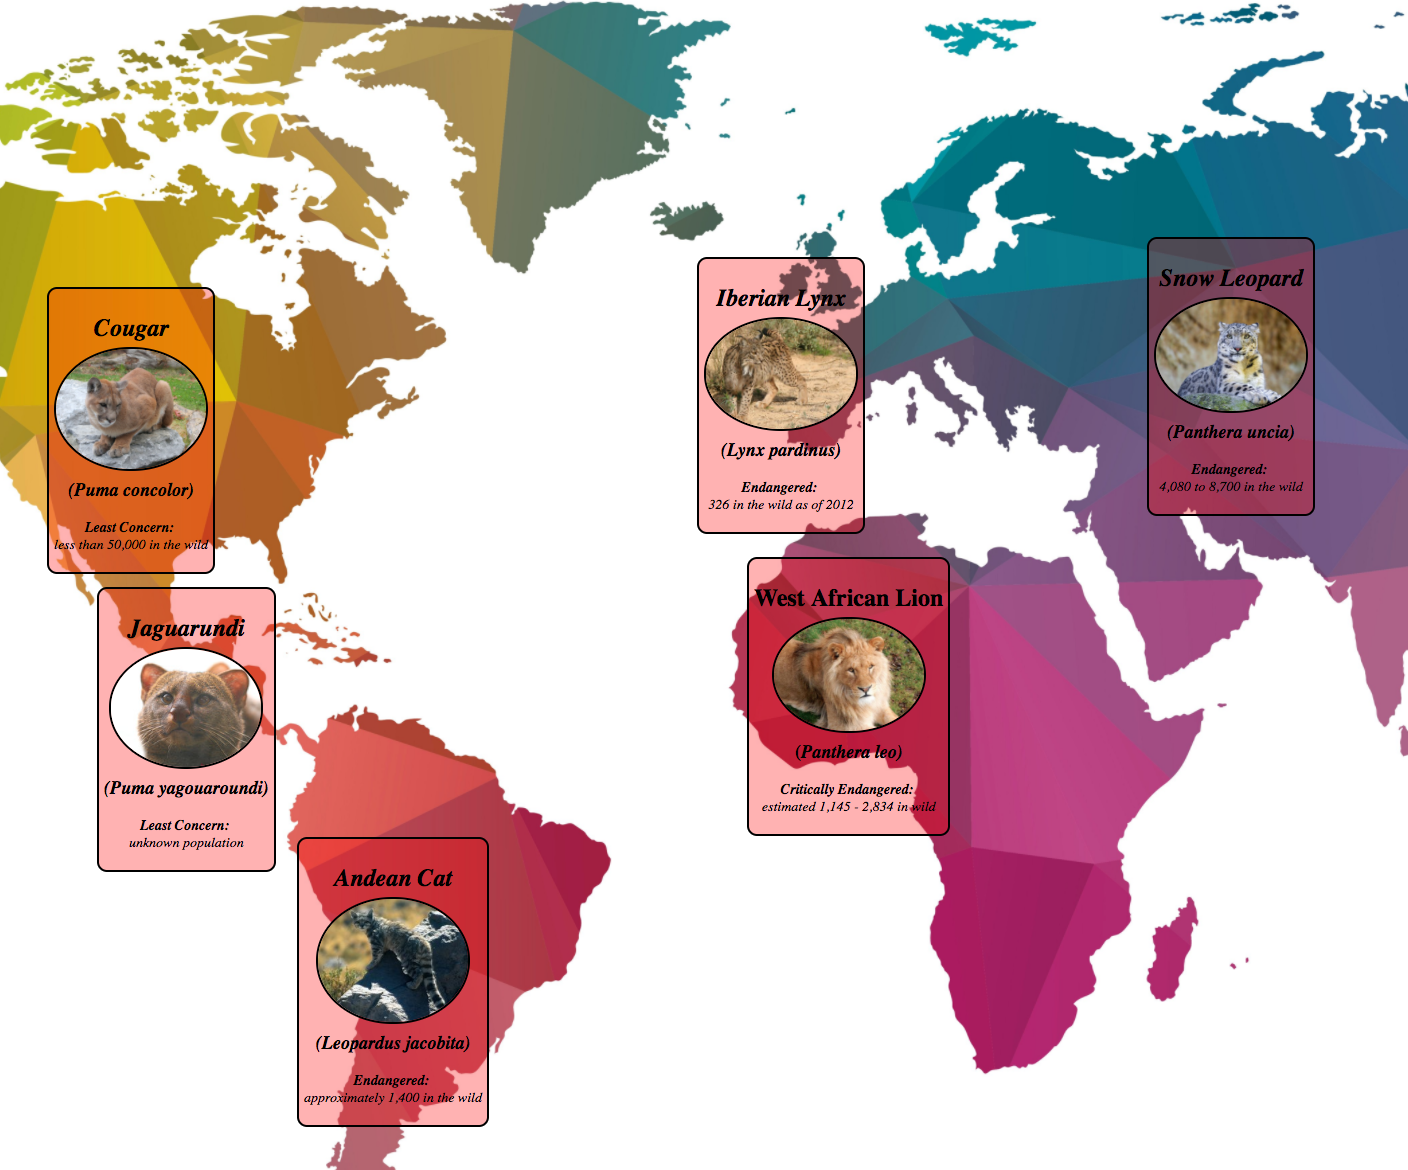 Cougar
(Puma concolor)
Least Concern:
less than 50,000 in the wild
Jaguarundi
(Puma yagouaroundi)
Least Concern:
unknown population
Andean Cat
(Leopardus jacobita)
Endangered:
approximately 1,400 in the wild
Iberian Lynx
(Lynx pardinus)
Endangered:
326 in the wild as of 2012
West African Lion
(Panthera leo)
Critically Endangered:
estimated 1,145 - 2,834 in wild
Snow Leopard
(Panthera uncia)
Endangered:
4,080 to 8,700 in the wild